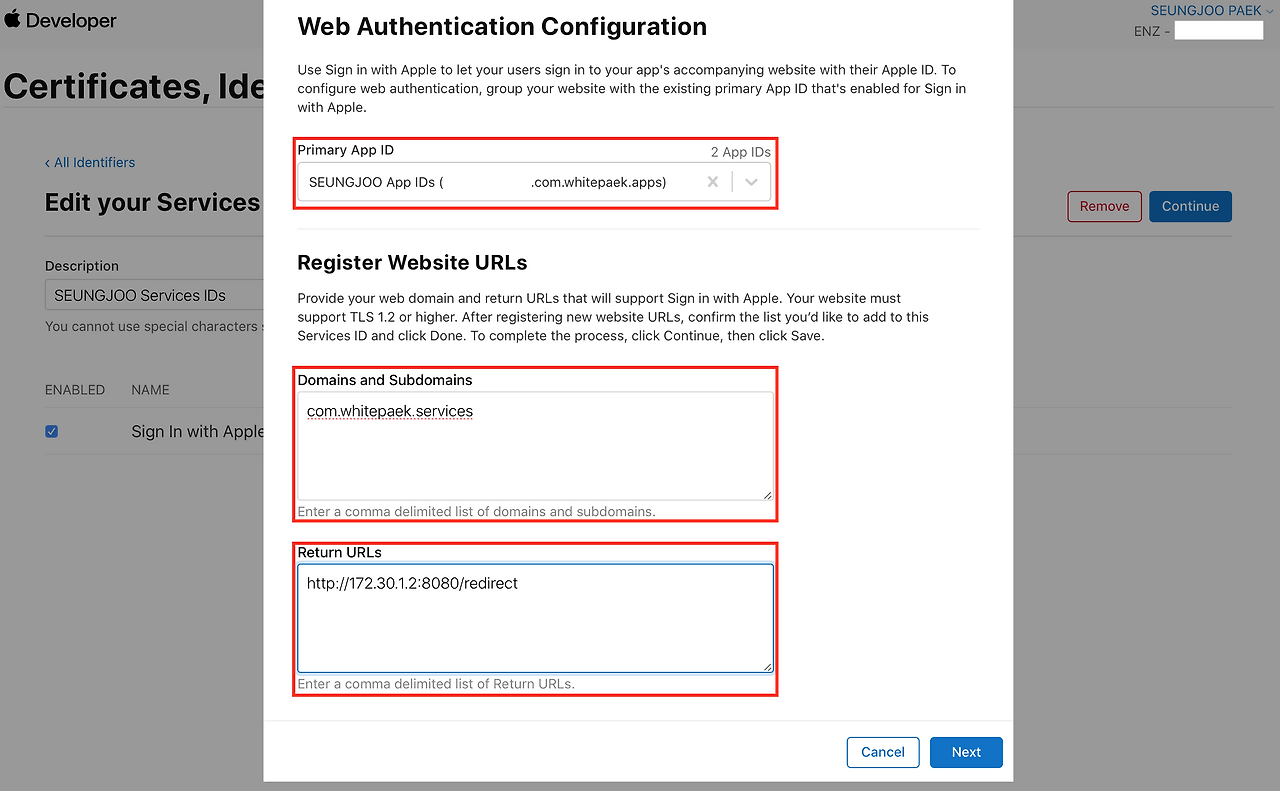 Developer
SEUNGJOO PAEK
ENZ -
Certificates, Ide
‹ All Identifiers
Edit your Services
Remove
Continue
Description
SEUNGJOO Services IDs
You cannot use special characters s
ENABLED NAME
Sign In with Apple
Web Authentication Configuration
Use Sign in with Apple to let your users sign in to your app's accompanying website with their Apple ID. To
configure web authentication, group your website with the existing primary App ID that's enabled for Sign in
with Apple.
Primary App ID
2 App IDs
SEUNGJOO App IDs ( .com.whitepaek.apps)
Register Website URLs
Provide your web domain and return URLs that will support Sign in with Apple. Your website must
support TLS 1.2 or higher. After registering new website URLs, confirm the list you’d like to add to this
Services ID and click Done. To complete the process, click Continue, then click Save.
Domains and Subdomains
com.whitepaek.services
Enter a comma delimited list of domains and subdomains.
Return URLs
http://172.30.1.2:8080/redirect
Enter a comma delimited list of Return URLs.
Cancel
Next